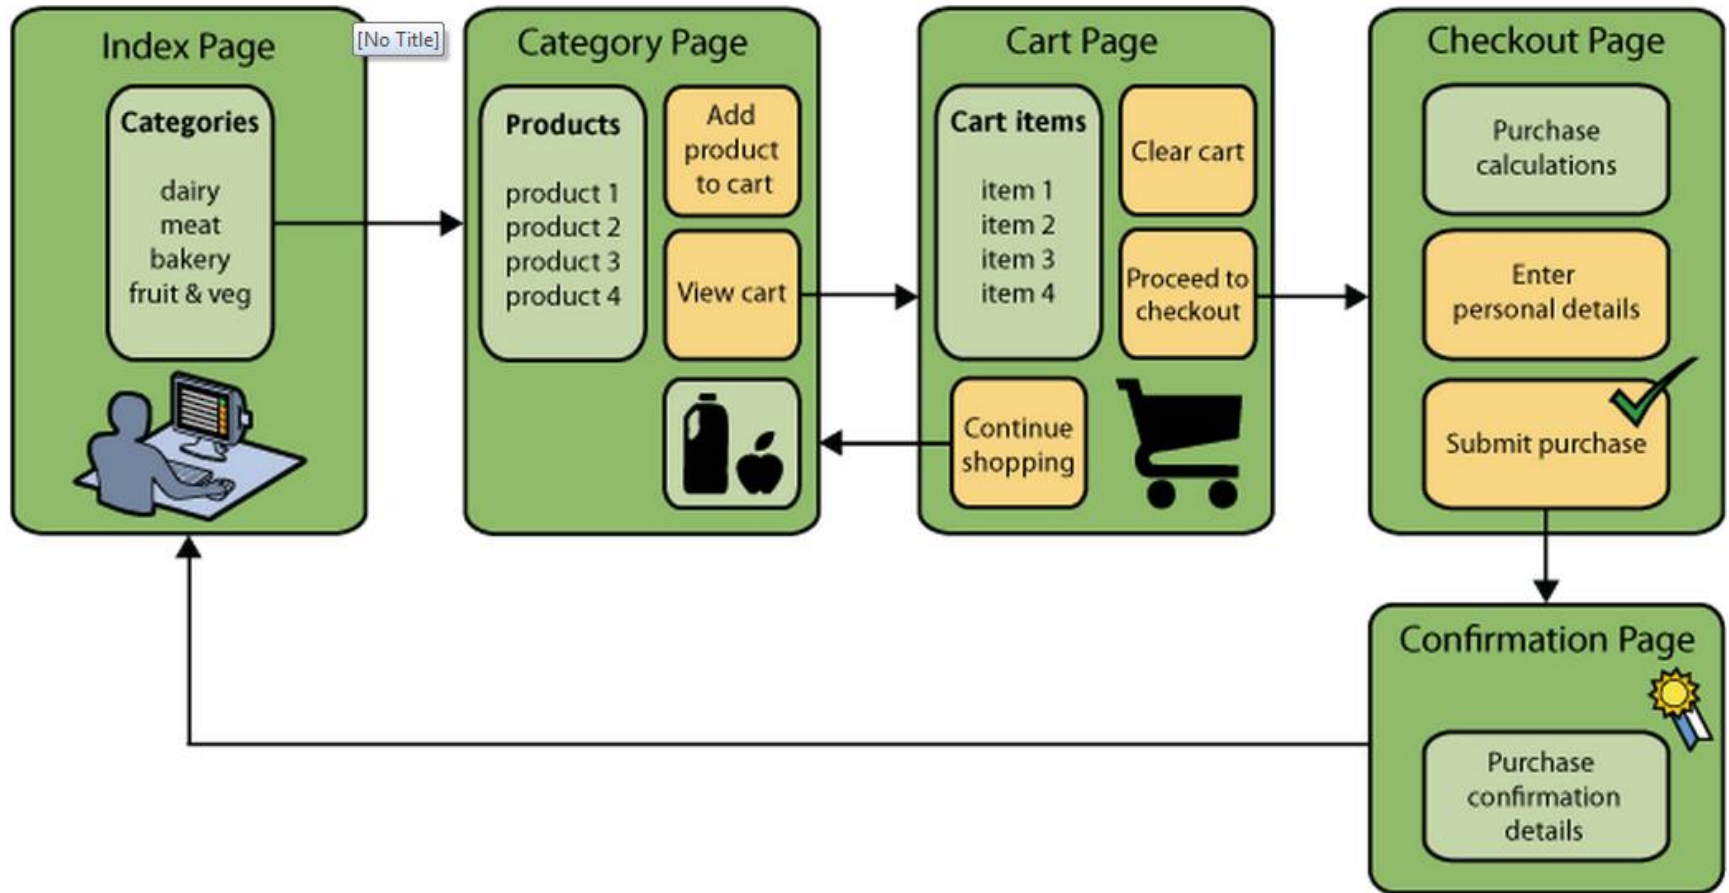 Index Page
[No Title]
Categories
dairy
meat
bakery
fruit & veg
Category Page
Products
product 1
product 2
product 3
product 4
Add
product
to cart
View cart
Cart Page
Cart items
item 1
item 2
item 3
item 4
Clear cart
Proceed to
checkout
Continue
shopping
Checkout Page
Purchase
calculations
Enter
personal details
Submit purchase
Confirmation Page
Purchase
confirmation
details